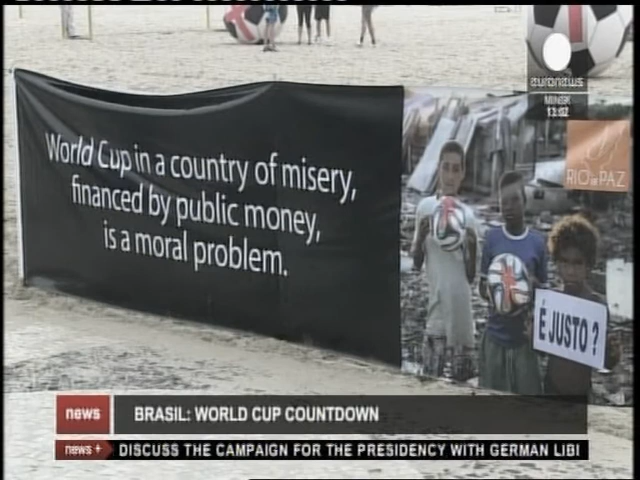 euronews
MINSK
13:02
RIO DE PAZ
World Cup in a country of misery,
financed by public money,
is a moral problem.
É JUSTO ?
news
BRASIL: WORLD CUP COUNTDOWN
news+
DISCUSS THE CAMPAIGN FOR THE PRESIDENCY WITH GERMAN LIBI